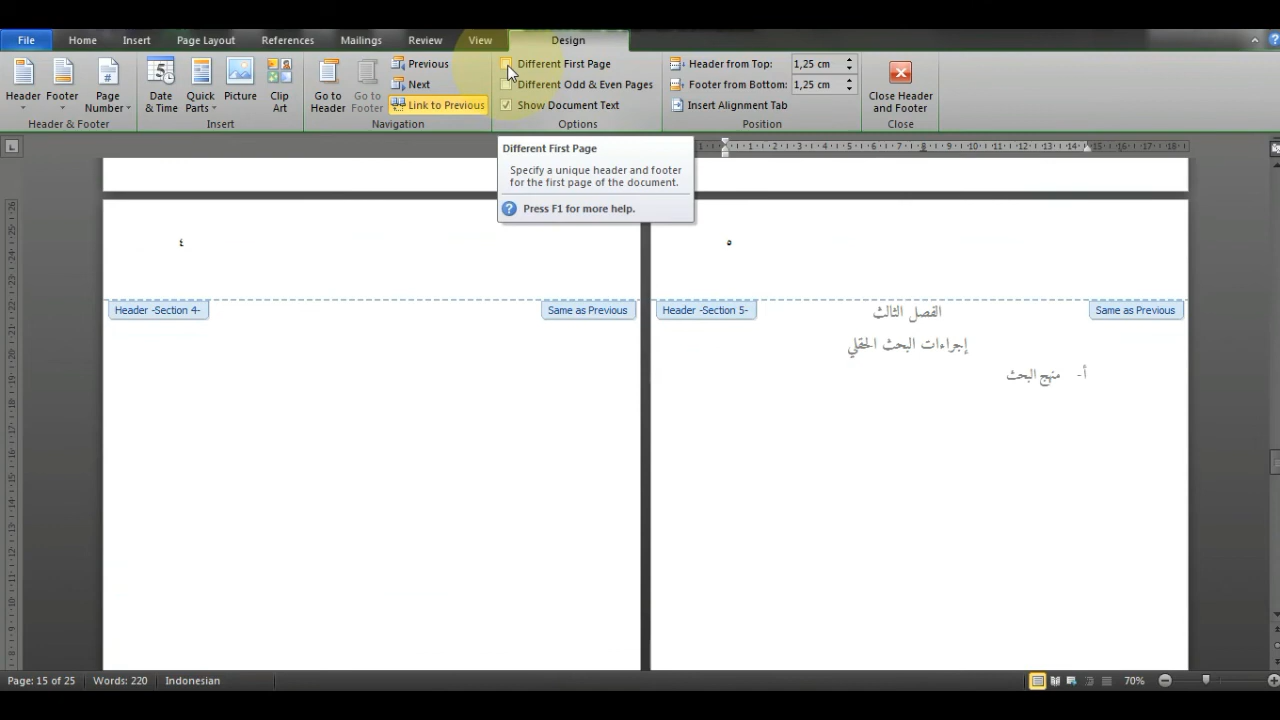 File Home Insert Page Layout References Mailings Review View Design
Header
Footer
Page Number
Header & Footer
Date & Time
Quick Parts
Picture
Clip Art
Insert
Go to Header
Go to Footer
Previous
Next
Link to Previous
Navigation
Different First Page
Different Odd & Even Pages
Show Document Text
Options
Header from Top: 1,25 cm
Footer from Bottom: 1,25 cm
Insert Alignment Tab
Position
Close Header and Footer
Close
Different First Page
Specify a unique header and footer
for the first page of the document.
Press F1 for more help.
٤
Header -Section 4- Same as Previous
٥
Header -Section 5- Same as Previous
الفصل الثالث
إجراءات البحث الحقلي
أ- منهج البحث
Page: 15 of 25 Words: 220 Indonesian 70%